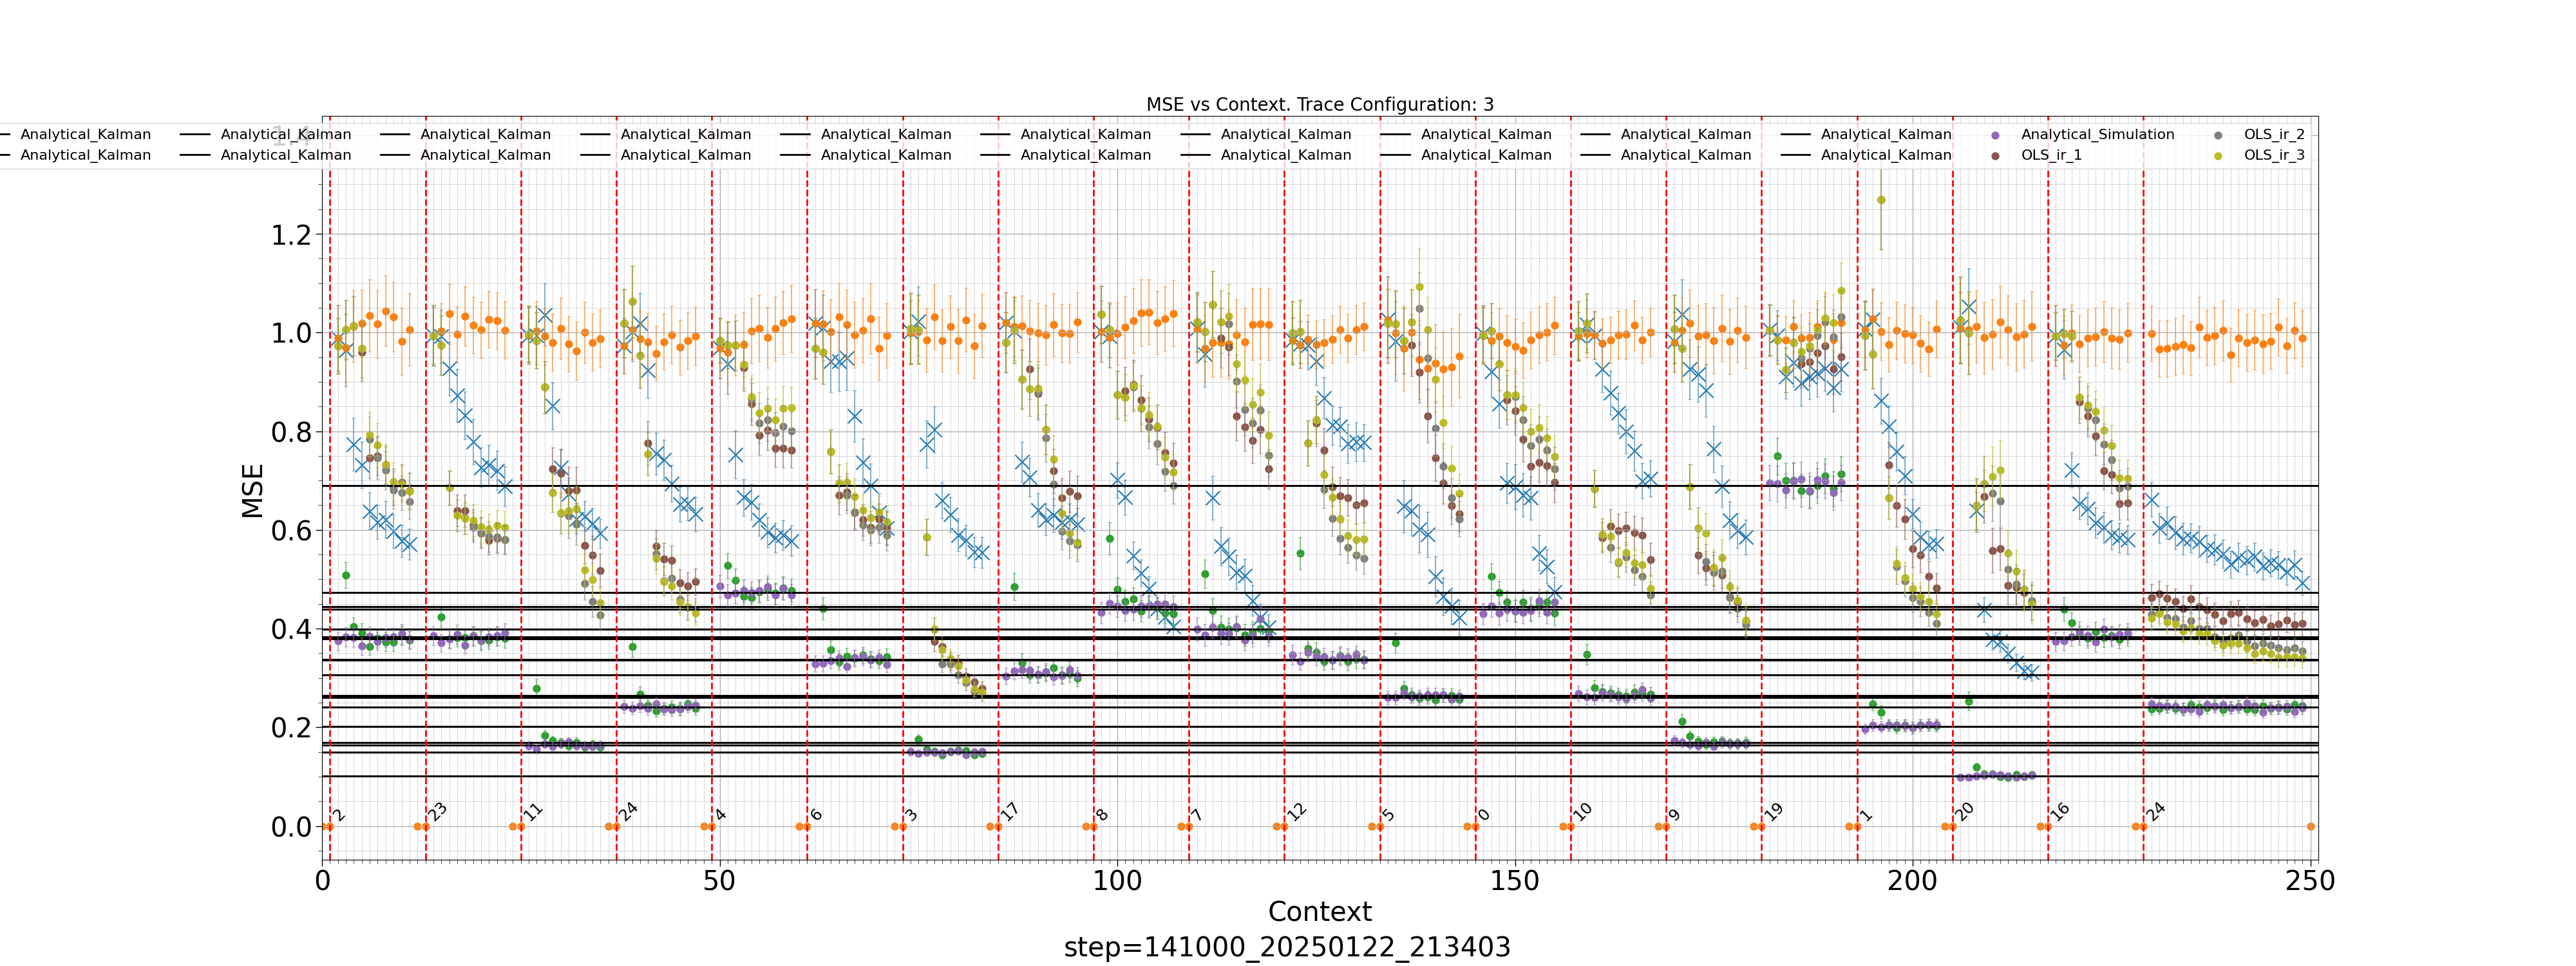 MSE vs Context. Trace Configuration: 3
Analytical_Kalman Analytical_Kalman Analytical_Kalman Analytical_Kalman Analytical_Kalman Analytical_Kalman Analytical_Kalman Analytical_Kalman Analytical_Kalman Analytical_Kalman Analytical_Simulation OLS_ir_2
Analytical_Kalman Analytical_Kalman Analytical_Kalman Analytical_Kalman Analytical_Kalman Analytical_Kalman Analytical_Kalman Analytical_Kalman Analytical_Kalman Analytical_Kalman OLS_ir_1 OLS_ir_3
1.4
1.2
1.0
0.8
0.6
0.4
0.2
0.0
MSE
2 23 11 24 4 6 3 17 8 7 12 5 0 10 9 19 1 20 16 24
0 50 100 150 200 250
Context
step=141000_20250122_213403